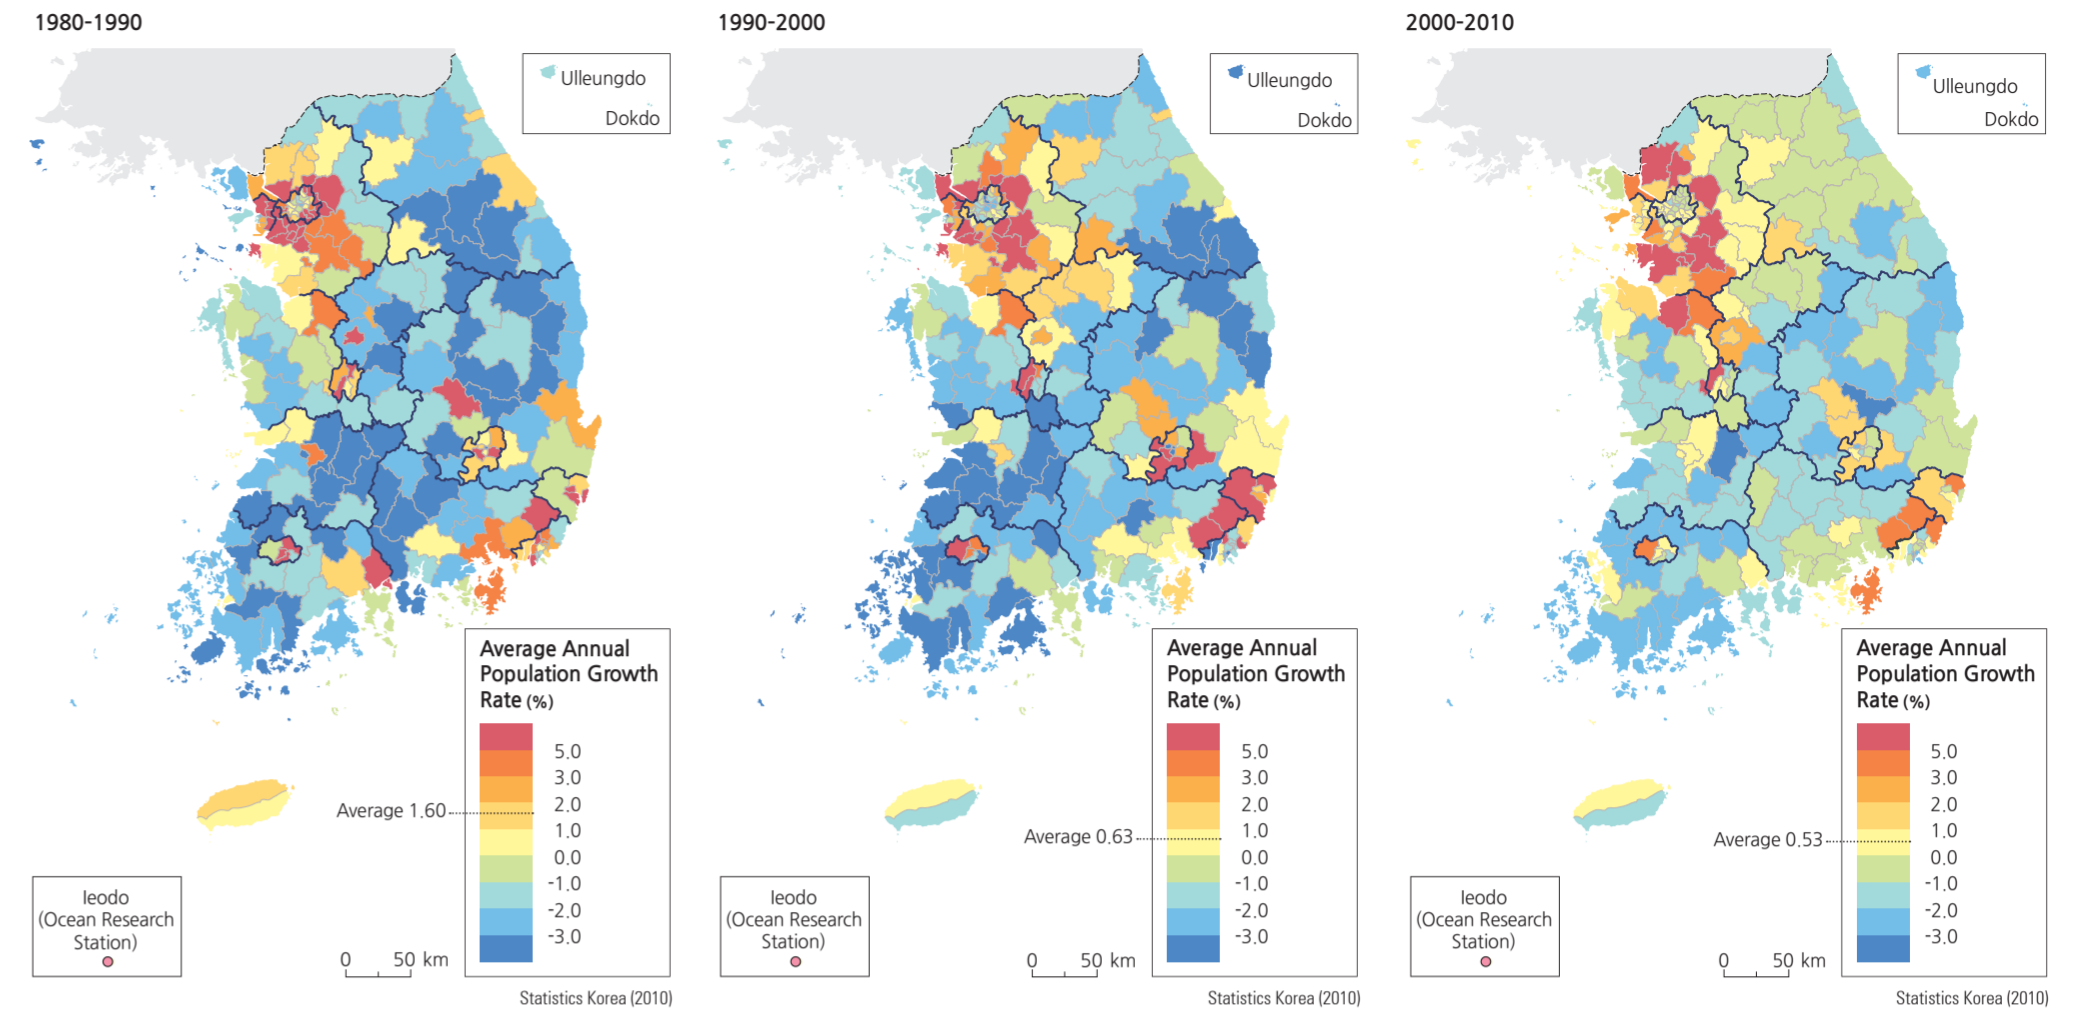 1980-1990
Ulleungdo
Dokdo
Average Annual
Population Growth
Rate (%)
5.0
3.0
2.0
Average 1.60
1.0
0.0
-1.0
-2.0
-3.0
Ieodo
(Ocean Research
Station)
0 50 km
Statistics Korea (2010)
1990-2000
Ulleungdo
Dokdo
Average Annual
Population Growth
Rate (%)
5.0
3.0
2.0
1.0
Average 0.63
0.0
-1.0
-2.0
-3.0
Ieodo
(Ocean Research
Station)
0 50 km
Statistics Korea (2010)
2000-2010
Ulleungdo
Dokdo
Average Annual
Population Growth
Rate (%)
5.0
3.0
2.0
1.0
Average 0.53
0.0
-1.0
-2.0
-3.0
Ieodo
(Ocean Research
Station)
0 50 km
Statistics Korea (2010)